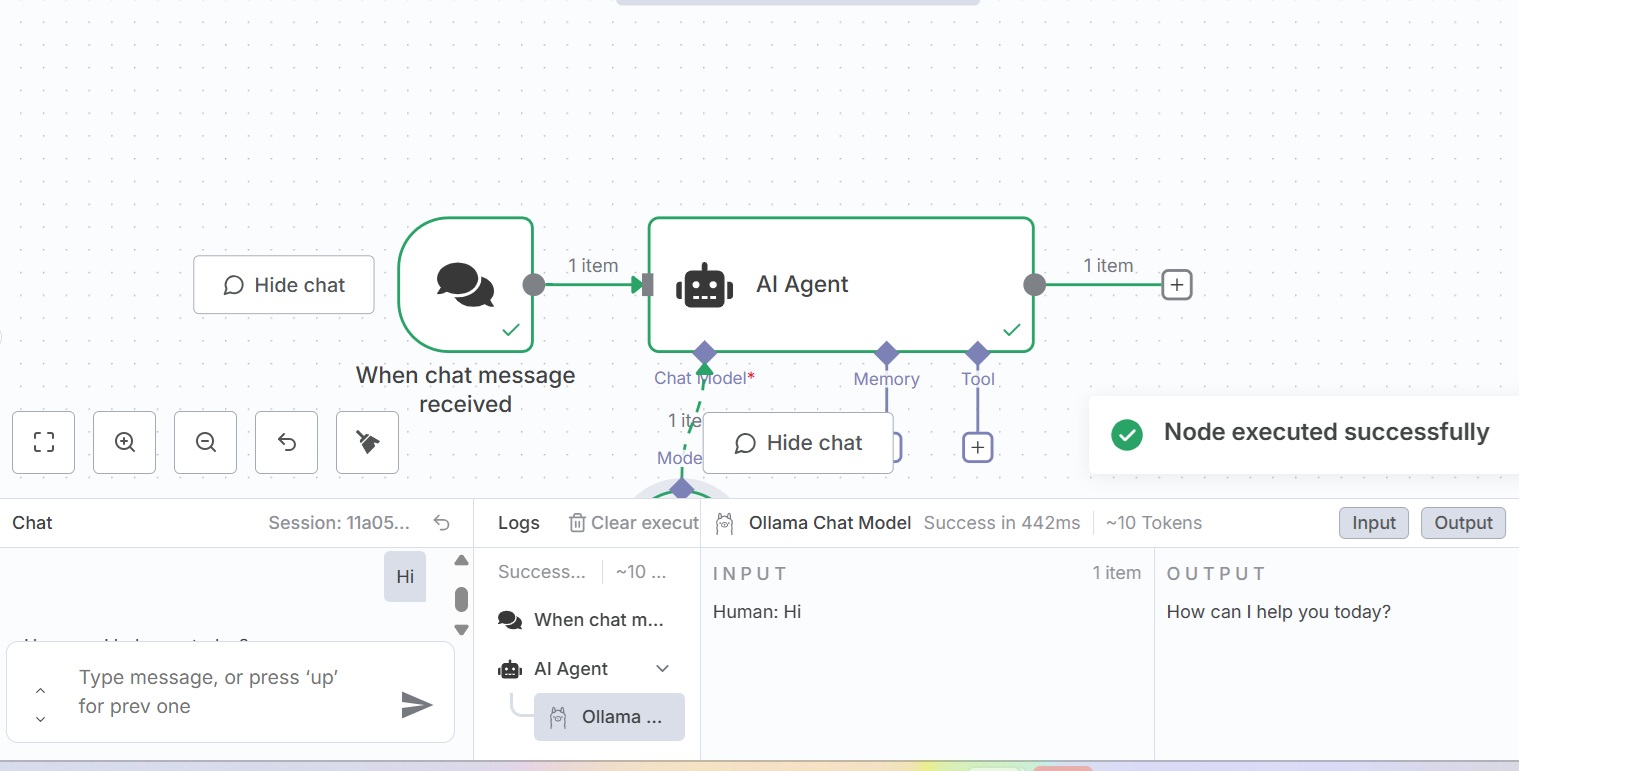 Hide chat
1 item
AI Agent
1 item
When chat message
received
Chat Model*
Memory
Tool
1 ite
Hide chat
Mode
Node executed successfully
Chat
Session: 11a05...
Hi
Type message, or press ‘up’
for prev one
Logs
Clear execut
Success...
~10 ...
When chat m...
AI Agent
Ollama ...
Ollama Chat Model
Success in 442ms
~10 Tokens
Input
Output
INPUT
1 item
Human: Hi
OUTPUT
How can I help you today?